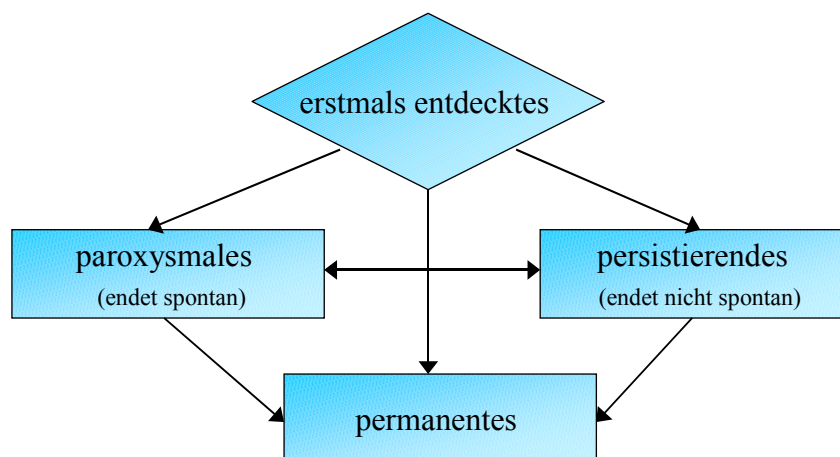 erstmals entdecktes
paroxysmales
(endet spontan)
persistierendes
(endet nicht spontan)
permanentes